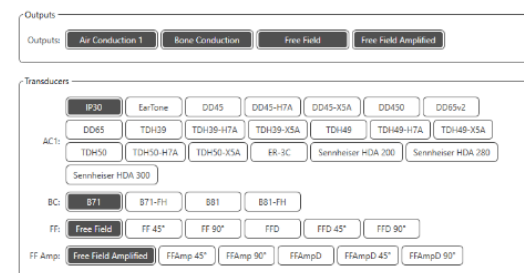 Outputs
Outputs: Air Conduction 1 Bone Conduction Free Field Free Field Amplified
Transducers
IP30 EarTone DD45 DD45-H7A DD45-X5A DD450 DD65v2
DD65 TDH39 TDH39-H7A TDH39-X5A TDH49 TDH49-H7A TDH49-X5A
AC1:
TDH50 TDH50-H7A TDH50-X5A ER-3C Sennheiser HDA 200 Sennheiser HDA 280
Sennheiser HDA 300
BC: B71 B71-FH B81 B81-FH
FF: Free Field FF 45° FF 90° FFD FFD 45° FFD 90°
FF Amp: Free Field Amplified FFAmp 45° FFAmp 90° FFAmpD FFAmpD 45° FFAmpD 90°